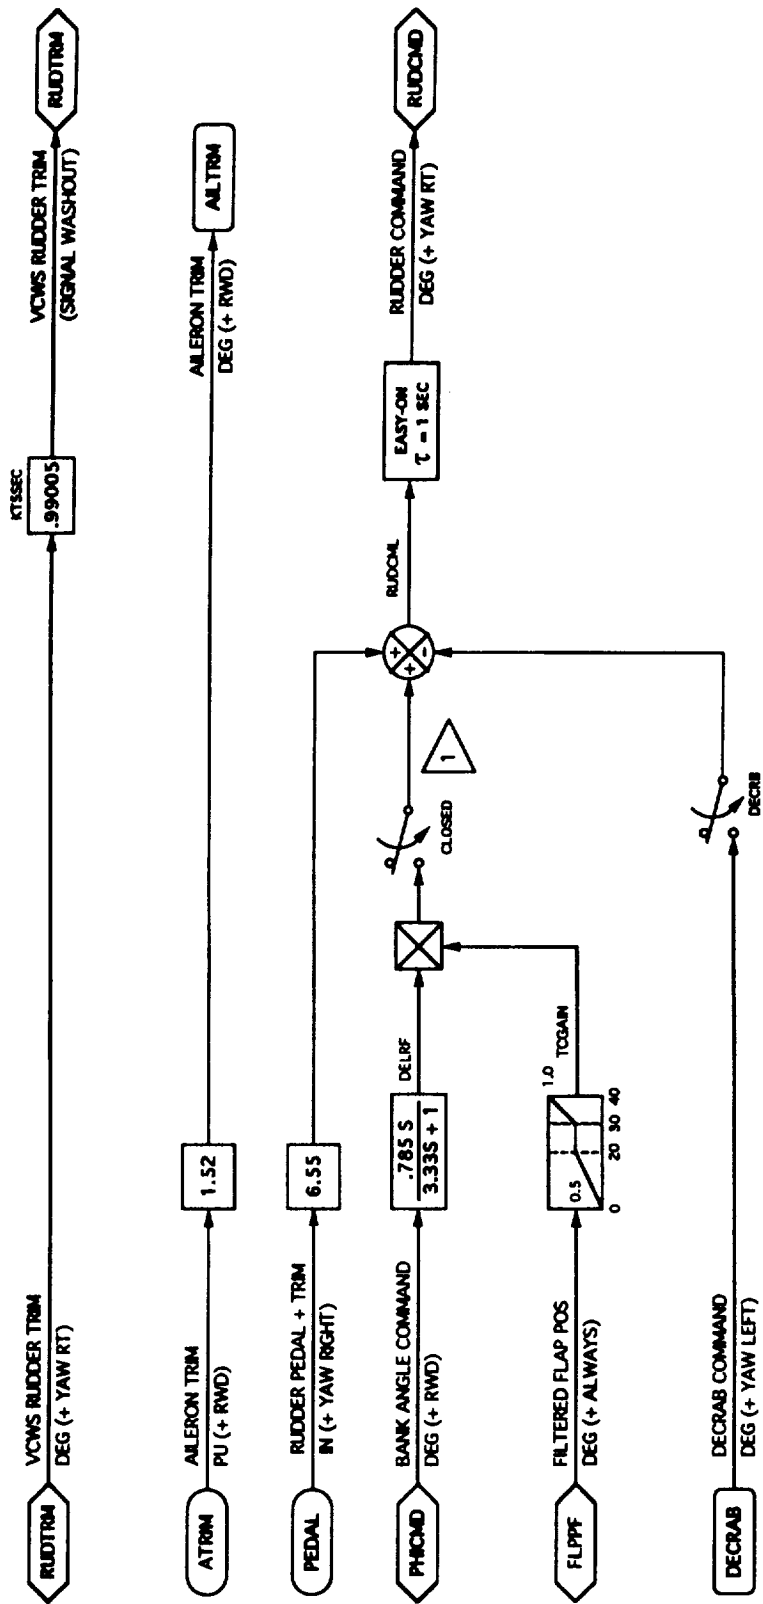 RUDTRM
VCWS RUDDER TRIM
DEG (+ YAW RT)
KTSSEC
.99005
VCWS RUDDER TRIM
(SIGNAL WASHOUT)
RUDTRM
ATRIM
AILERON TRIM
PU (+ RWD)
1.52
AILERON TRIM
DEG (+ RWD)
AILTRM
PEDAL
RUDDER PEDAL + TRIM
IN (+ YAW RIGHT)
6.55
PHICMD
BANK ANGLE COMMAND
DEG (+ RWD)
.785 S
3.33S + 1
DELRF
CLOSED
1
+
+
-
RUDCML
EASY-ON
τ = 1 SEC
RUDDER COMMAND
DEG (+ YAW RT)
RUDCMD
FLPPF
FILTERED FLAP POS
DEG (+ ALWAYS)
0.5
1.0
0 20 30 40
TCGAIN
DECRAB
DECRAB COMMAND
DEG (+ YAW LEFT)
DECRB